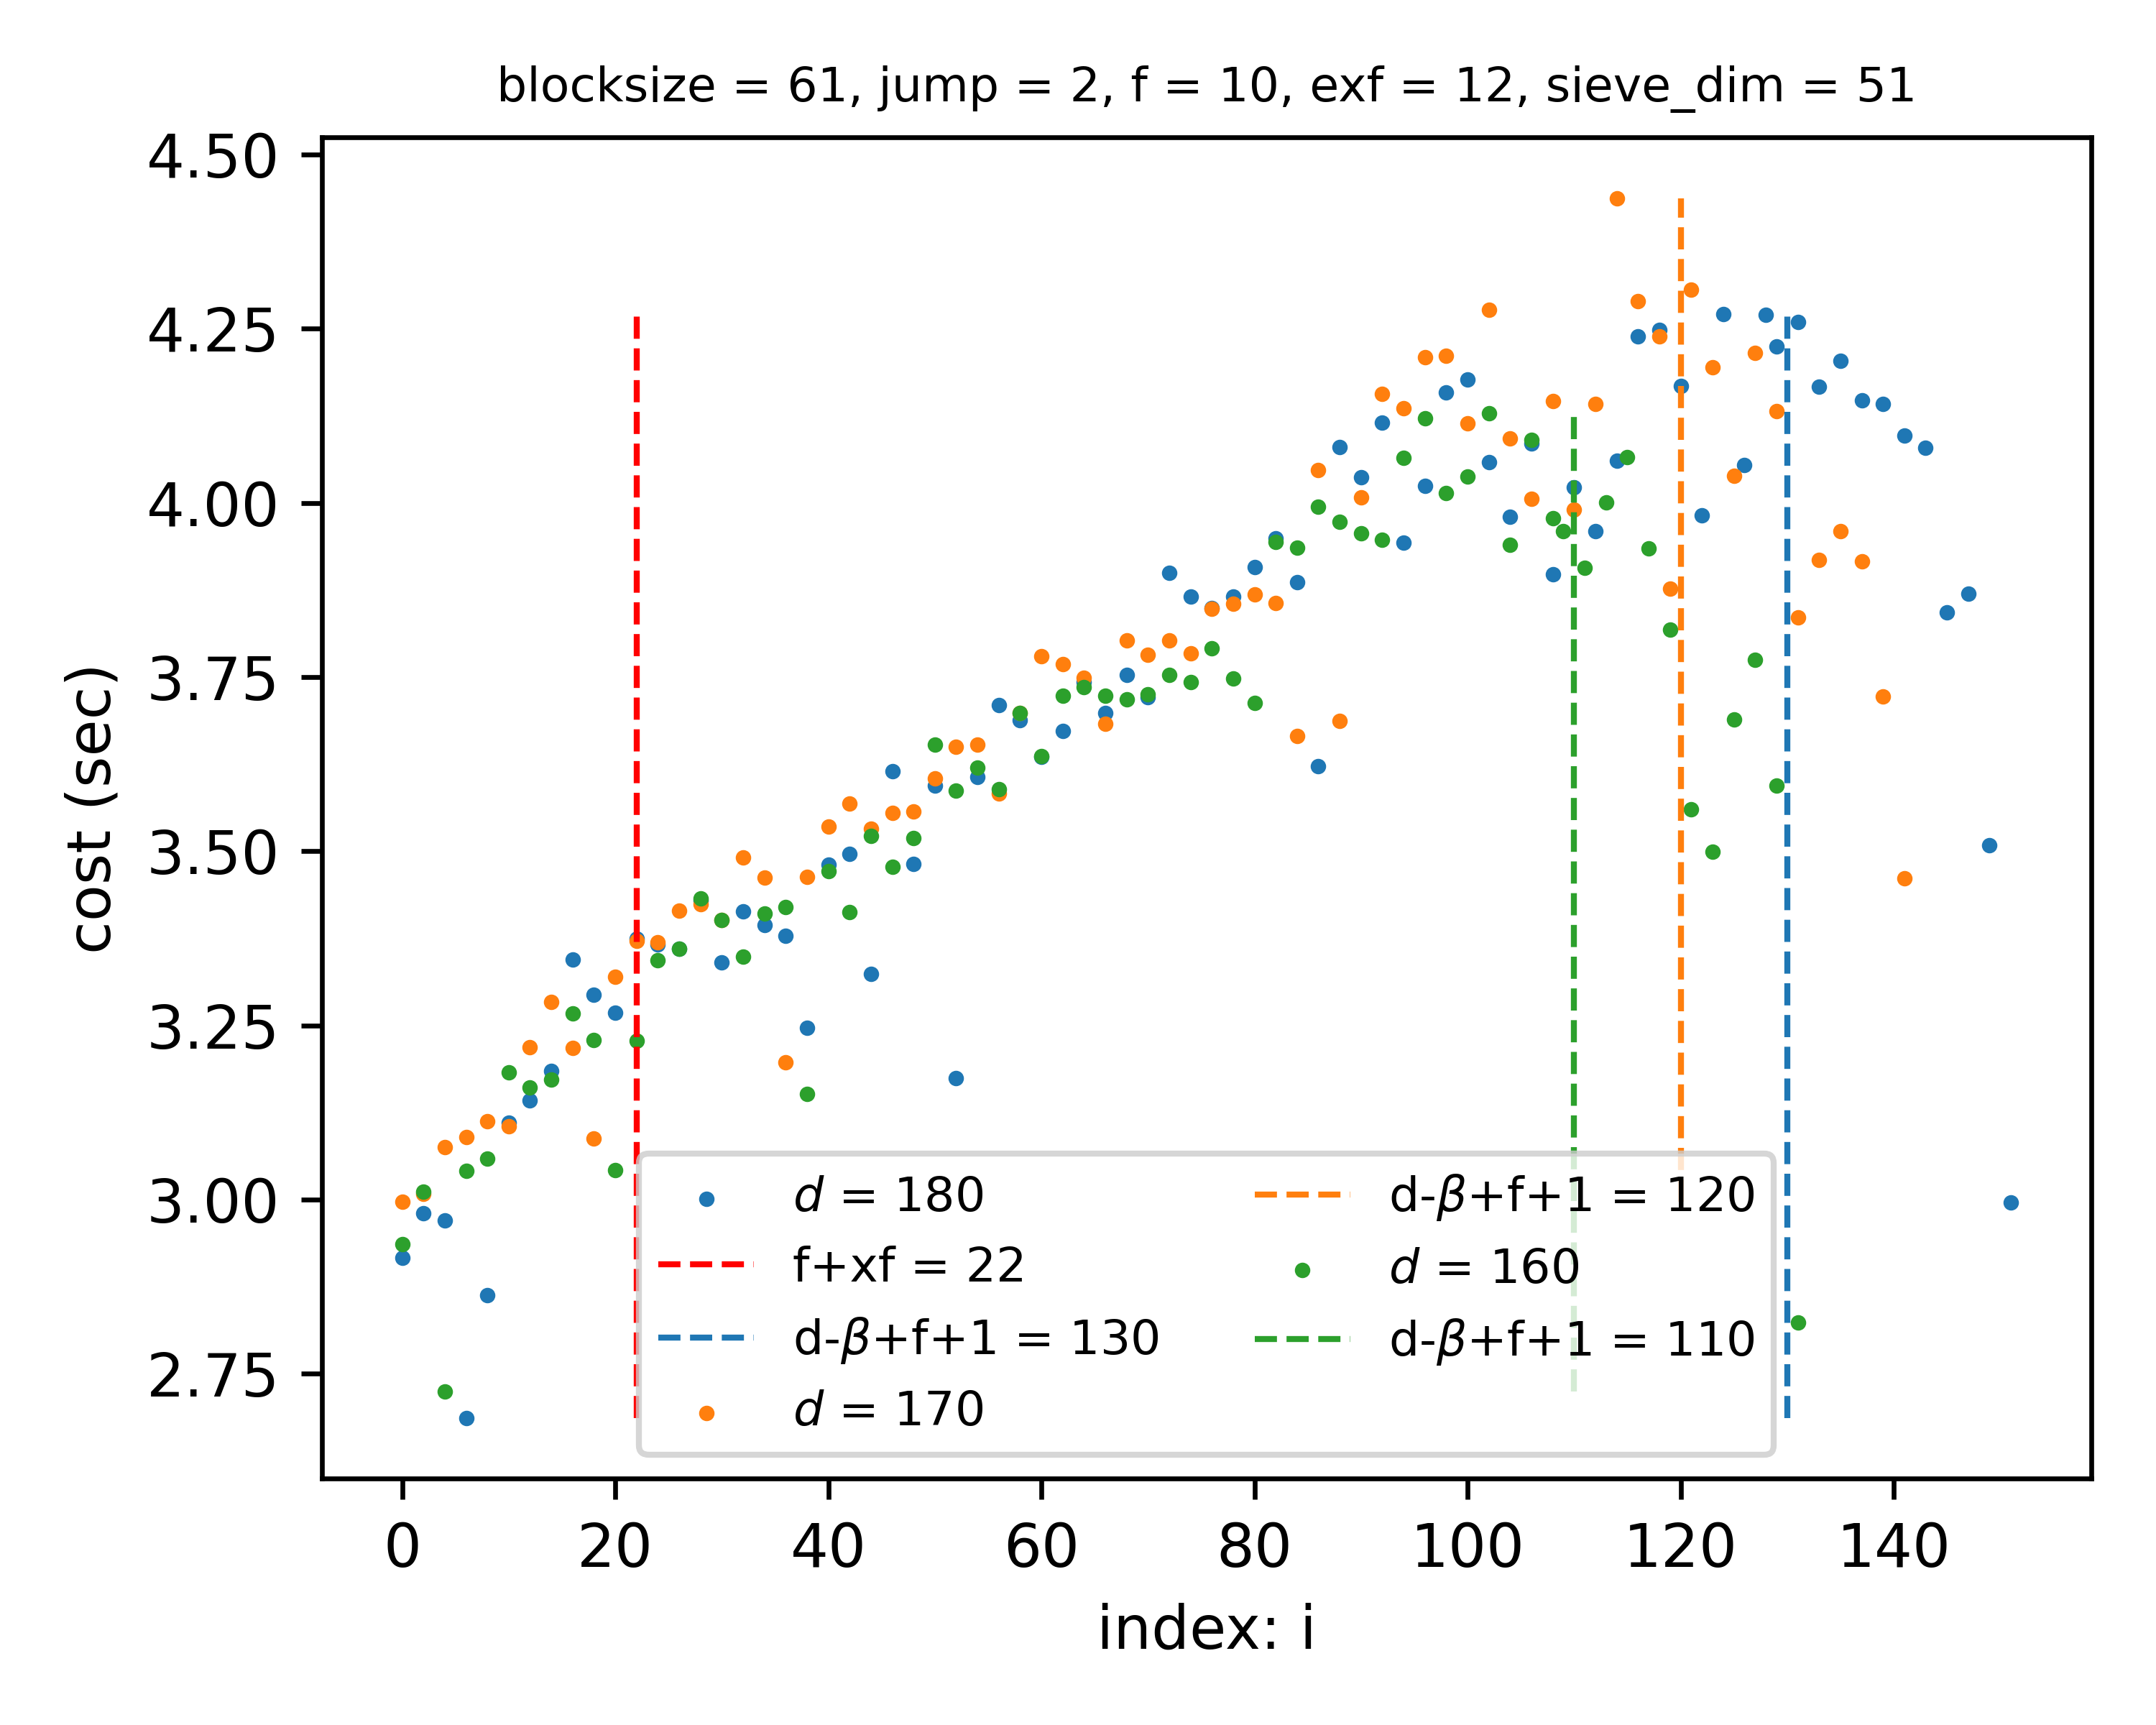 blocksize = 61, jump = 2, f = 10, exf = 12, sieve_dim = 51
4.50
4.25
4.00
3.75
3.50
3.25
3.00
2.75
cost (sec)
d = 180
f+xf = 22
d-β+f+1 = 130
d = 170
d-β+f+1 = 120
d = 160
d-β+f+1 = 110
0 20 40 60 80 100 120 140
index: i